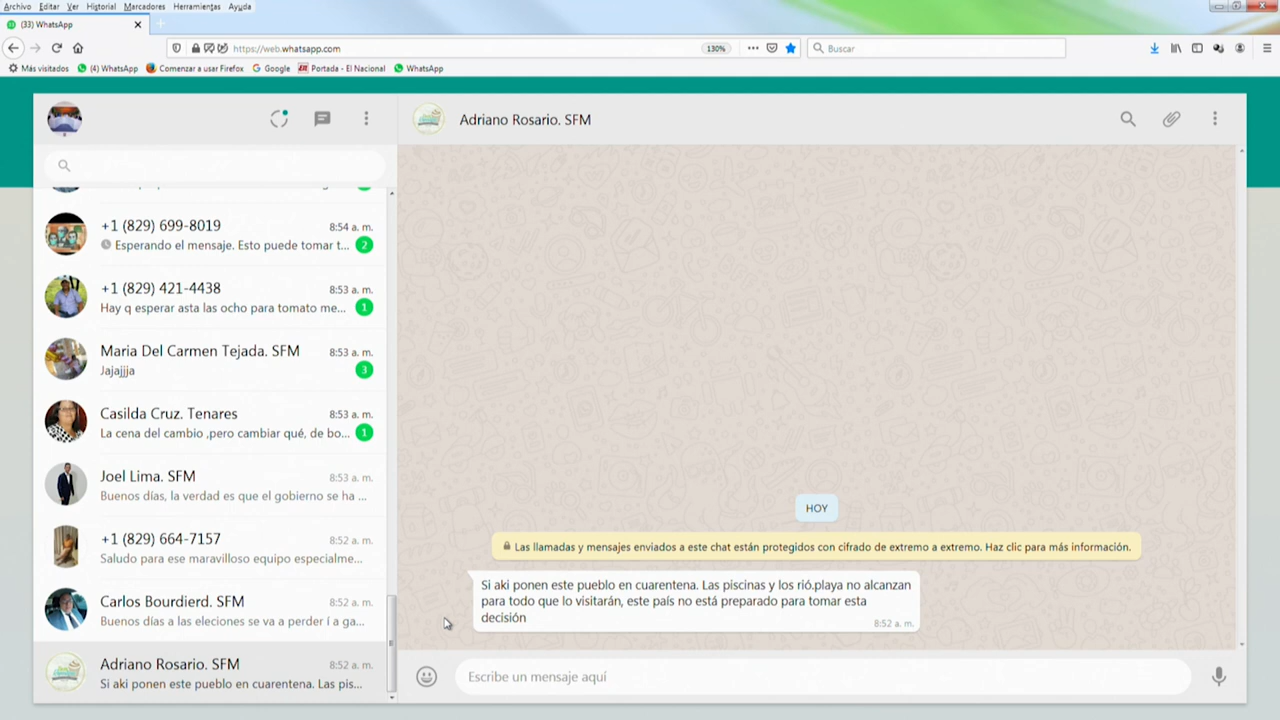 Archivo Editar Ver Historial Marcadores Herramientas Ayuda
(33) WhatsApp
https://web.whatsapp.com
130%
Buscar
Más visitados
(4) WhatsApp
Comenzar a usar Firefox
Google
Portada - El Nacional
WhatsApp
Adriano Rosario. SFM
+1 (829) 699-8019
8:54 a. m.
Esperando el mensaje. Esto puede tomar t...
2
+1 (829) 421-4438
8:53 a. m.
Hay q esperar asta las ocho para tomato me...
1
Maria Del Carmen Tejada. SFM
8:53 a. m.
Jajajjja
3
Casilda Cruz. Tenares
8:53 a. m.
La cena del cambio ,pero cambiar qué, de bo...
1
Joel Lima. SFM
8:53 a. m.
Buenos días, la verdad es que el gobierno se ha ...
+1 (829) 664-7157
8:52 a. m.
Saludo para ese maravilloso equipo especialme...
Carlos Bourdierd. SFM
8:52 a. m.
Buenos días a las eleciones se va a perder í a ga...
Adriano Rosario. SFM
8:52 a. m.
Si aki ponen este pueblo en cuarentena. Las pis...
HOY
Las llamadas y mensajes enviados a este chat están protegidos con cifrado de extremo a extremo. Haz clic para más información.
Si aki ponen este pueblo en cuarentena. Las piscinas y los rió.playa no alcanzan
para todo que lo visitarán, este país no está preparado para tomar esta
decisión
8:52 a. m.
Escribe un mensaje aquí